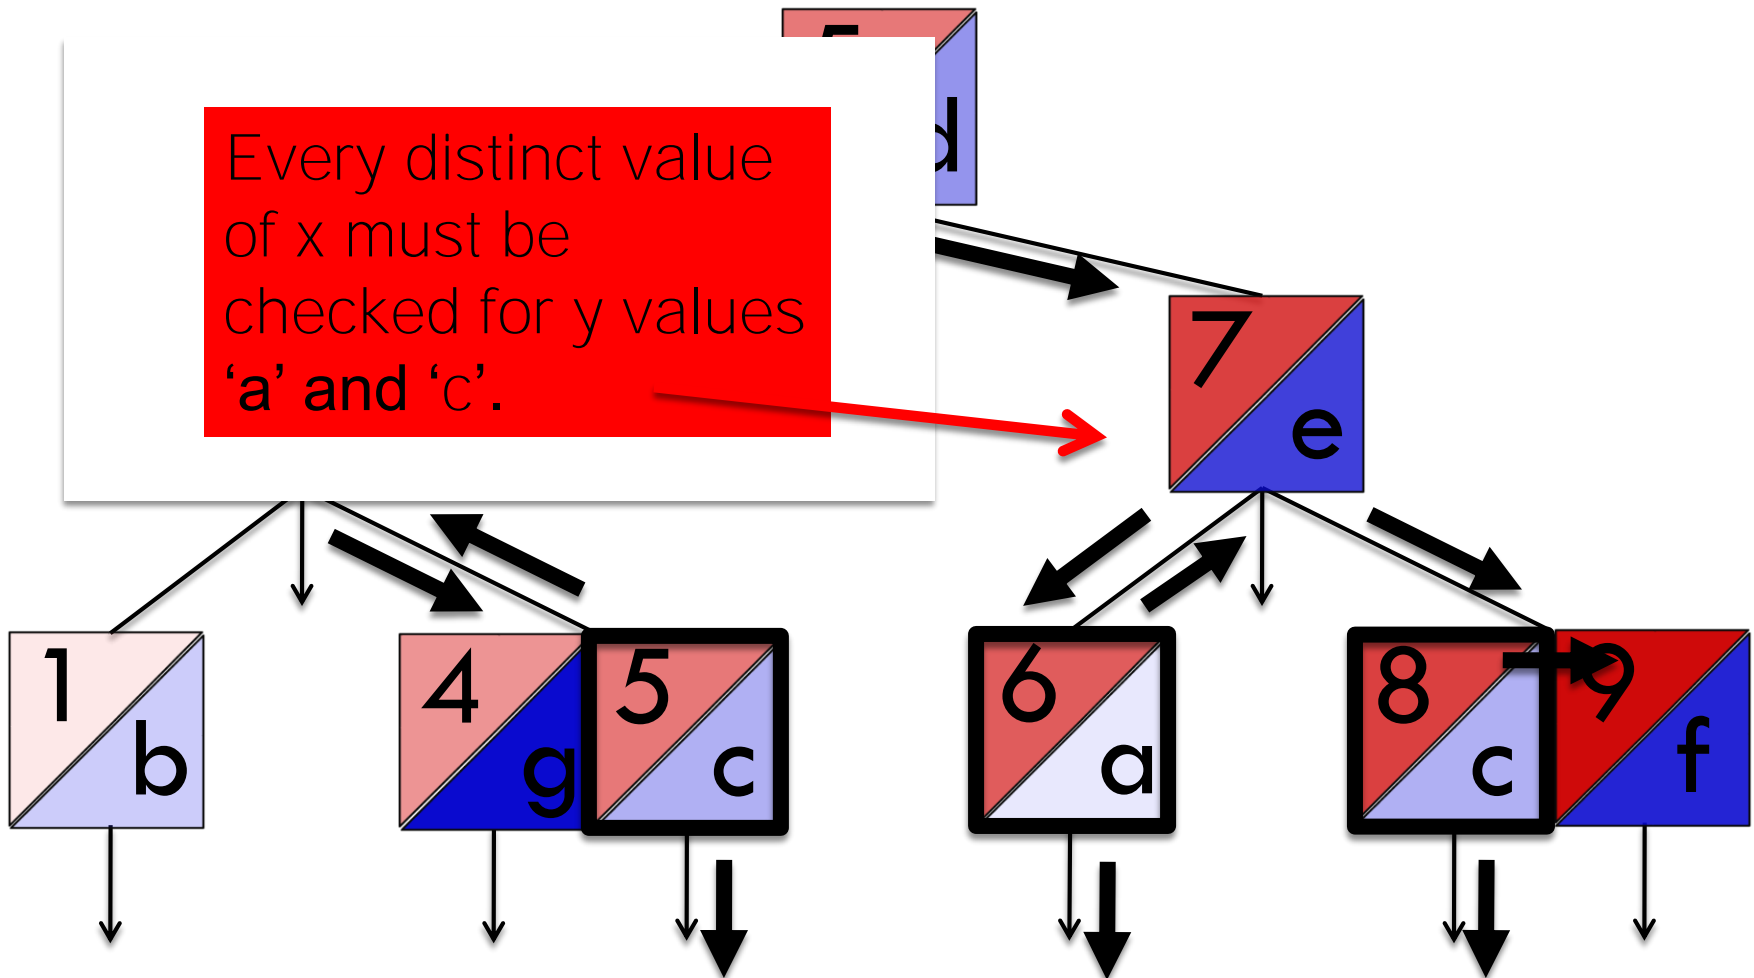 d
Every distinct value
of x must be
checked for y values
‘a’ and ‘c’.
7
e
1 4 5 6 8 9
b g c a c f